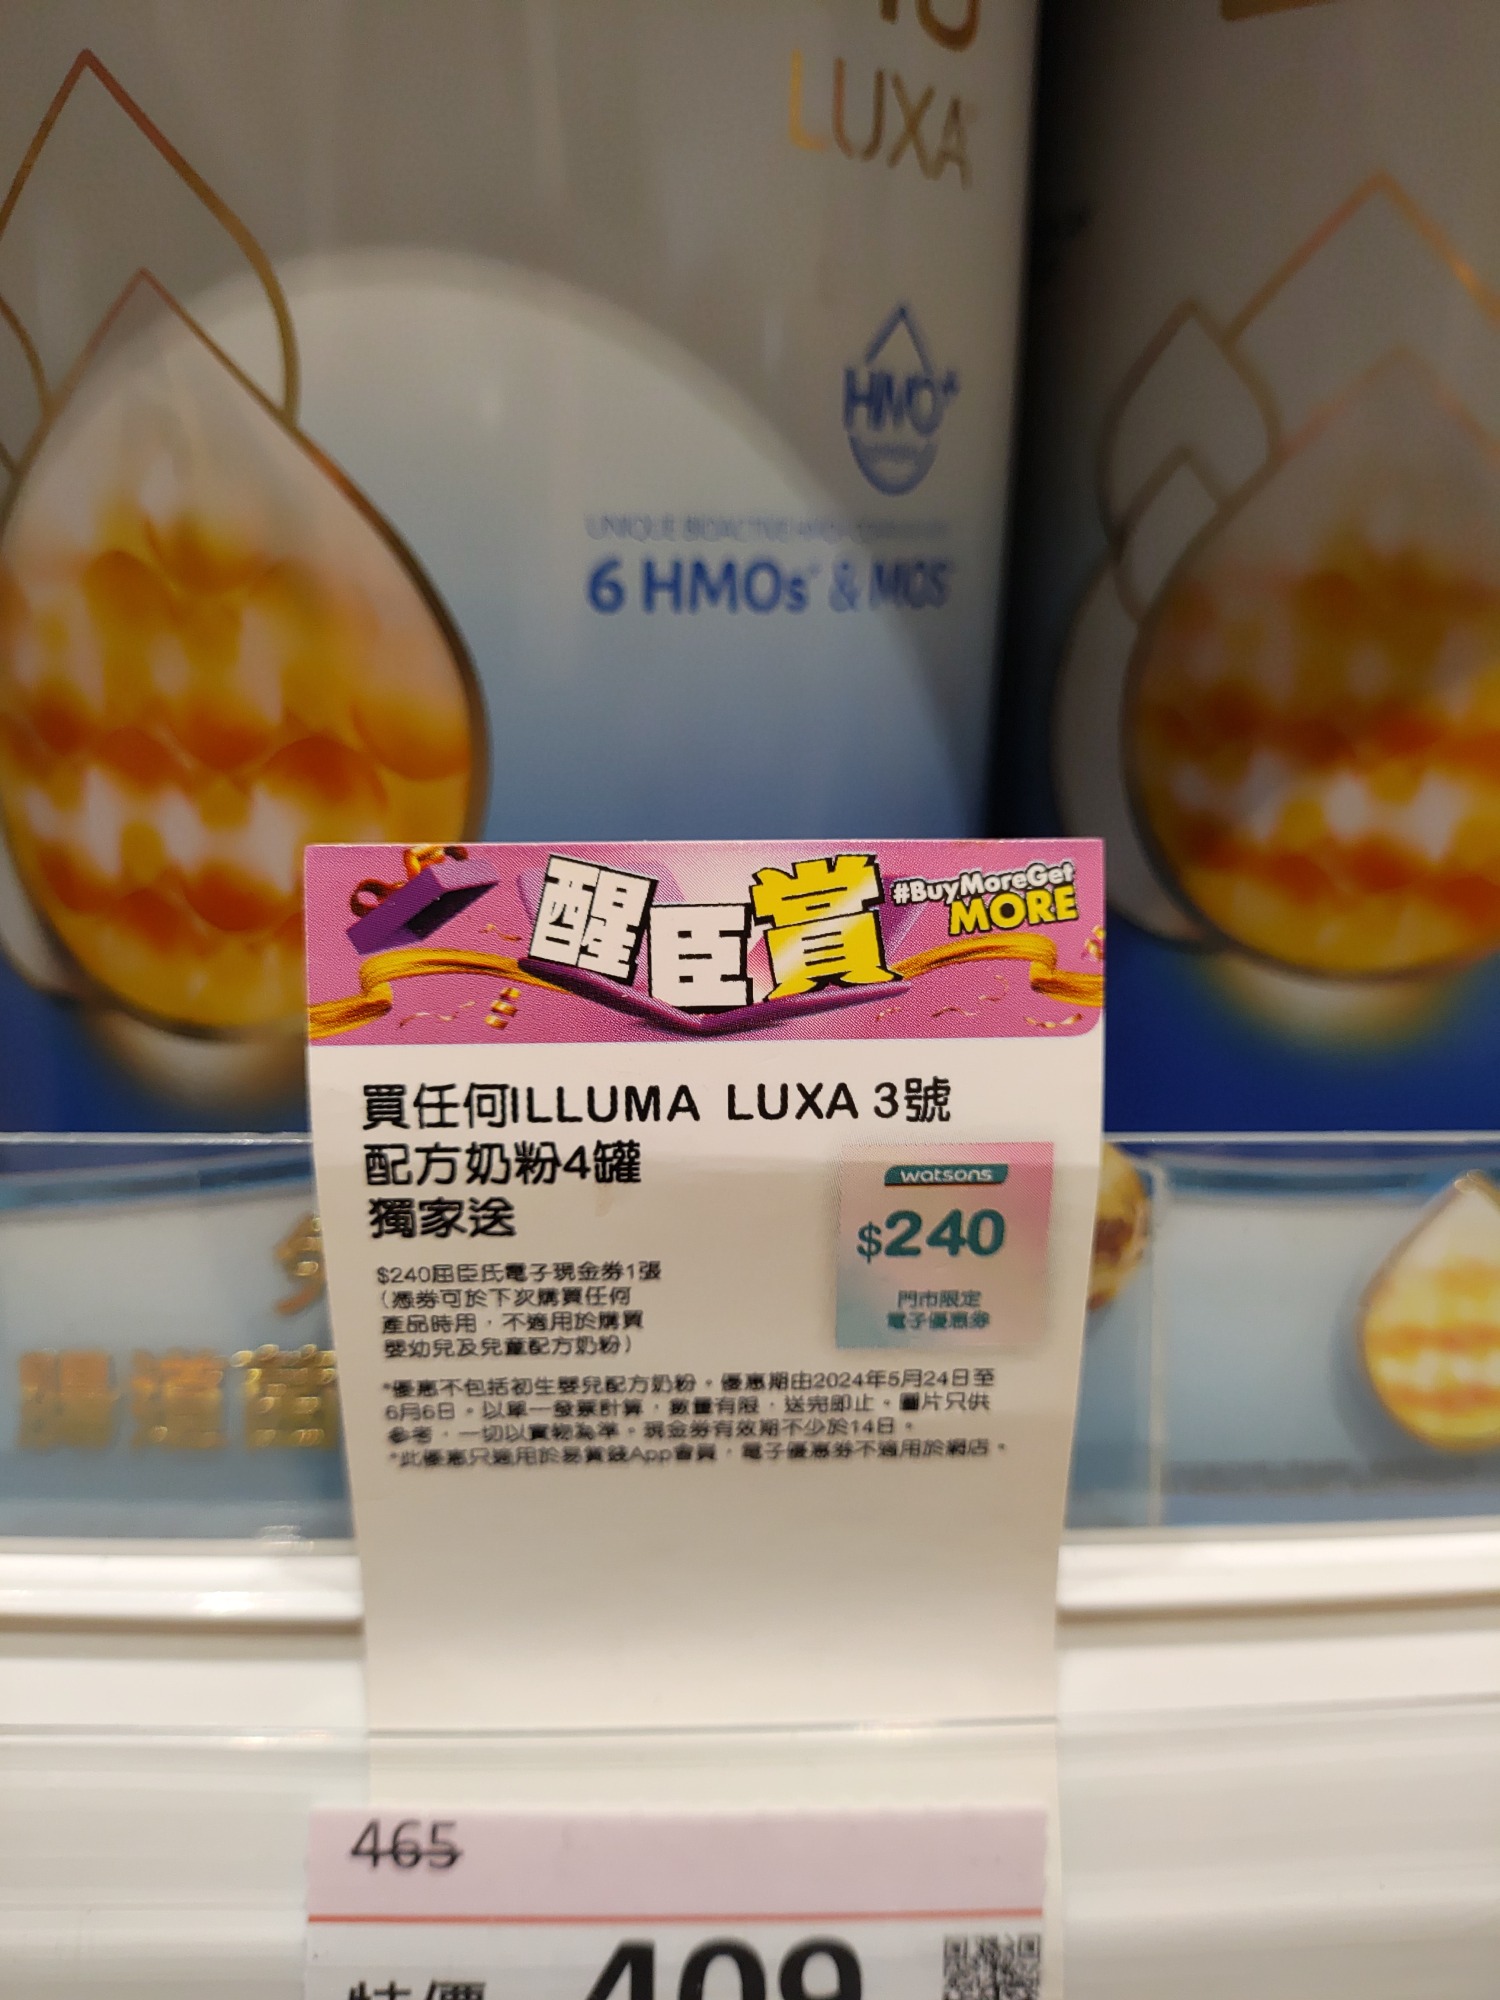 LUXA
HMO+
UNIQUE BIOACTIVE
6 HMOs & MOS
醒臣賞
#BuyMoreGet
MORE
買任何ILLUMA LUXA 3號
配方奶粉4罐
獨家送
watsons
$240
門市限定
電子優惠券
$240屈臣氏電子現金券1張
(憑券可於下次購買任何
產品時用，不適用於購買
嬰幼兒及兒童配方奶粉)
*優惠不包括初生嬰兒配方奶粉。優惠期由2024年5月24日至
6月6日。以單一發票計算，數量有限，送完即止。圖片只供
參考，一切以實物為準。現金券有效期不少於14日。
*此優惠只適用於易賞錢App會員，電子優惠券不適用於網店。
465
特價 409